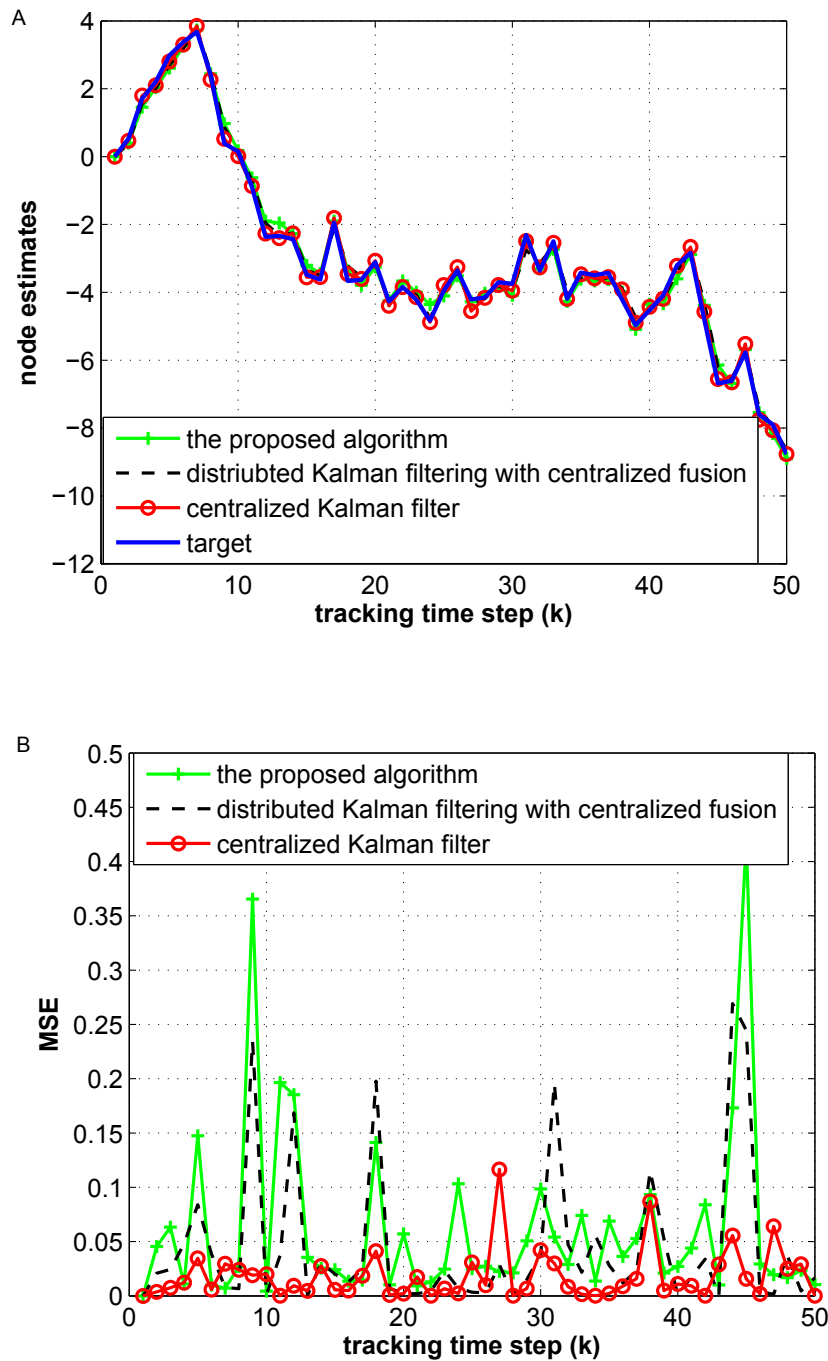 A
4
2
0
−2
−4
−6
−8
−10
−12
node estimates
the proposed algorithm
distriubted Kalman filtering with centralized fusion
centralized Kalman filter
target
0 10 20 30 40 50
tracking time step (k)
B
0.5
0.45
0.4
0.35
0.3
0.25
0.2
0.15
0.1
0.05
0
MSE
the proposed algorithm
distributed Kalman filtering with centralized fusion
centralized Kalman filter
0 10 20 30 40 50
tracking time step (k)